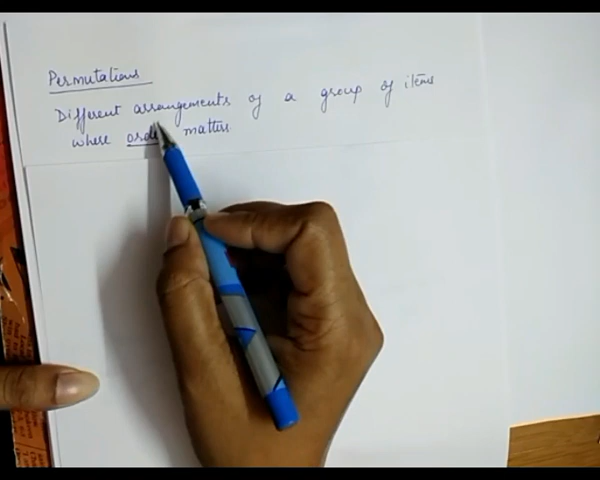 Permutations
Different arrangements of a group of items
where order matters.